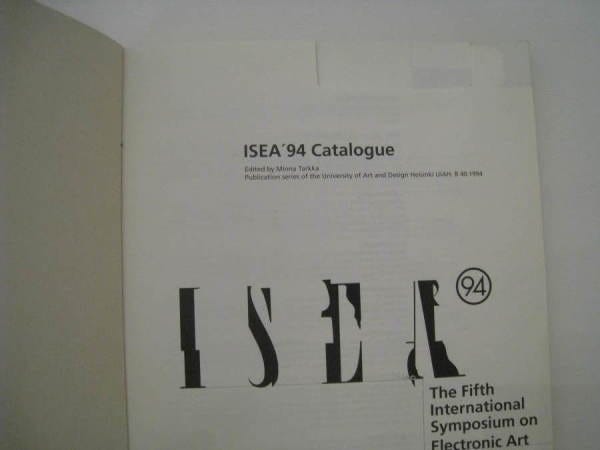 ISEA´94 Catalogue
Edited by Minna Tarkka
Publication series of the University of Art and Design Helsinki UIAH. B 40 1994
94
ISEA
The Fifth
International
Symposium on
Electronic Art